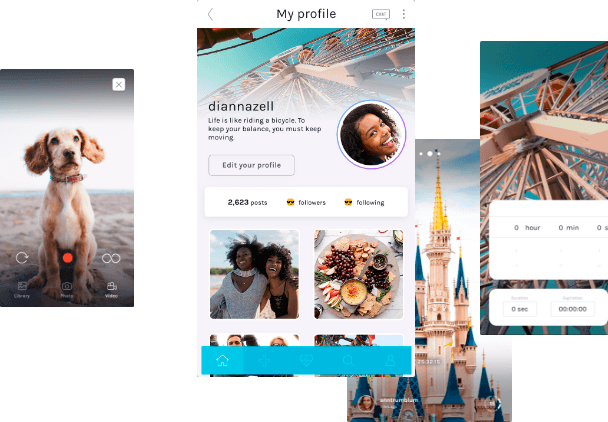 My profile
CHAT
diannazell
Life is like riding a bicycle. To
keep your balance, you must keep
moving.
Edit your profile
2,623 posts
followers
following
Library
Photo
Video
0 hour
0 min
0 s
Duration
Expiration
0 sec
00:00:00